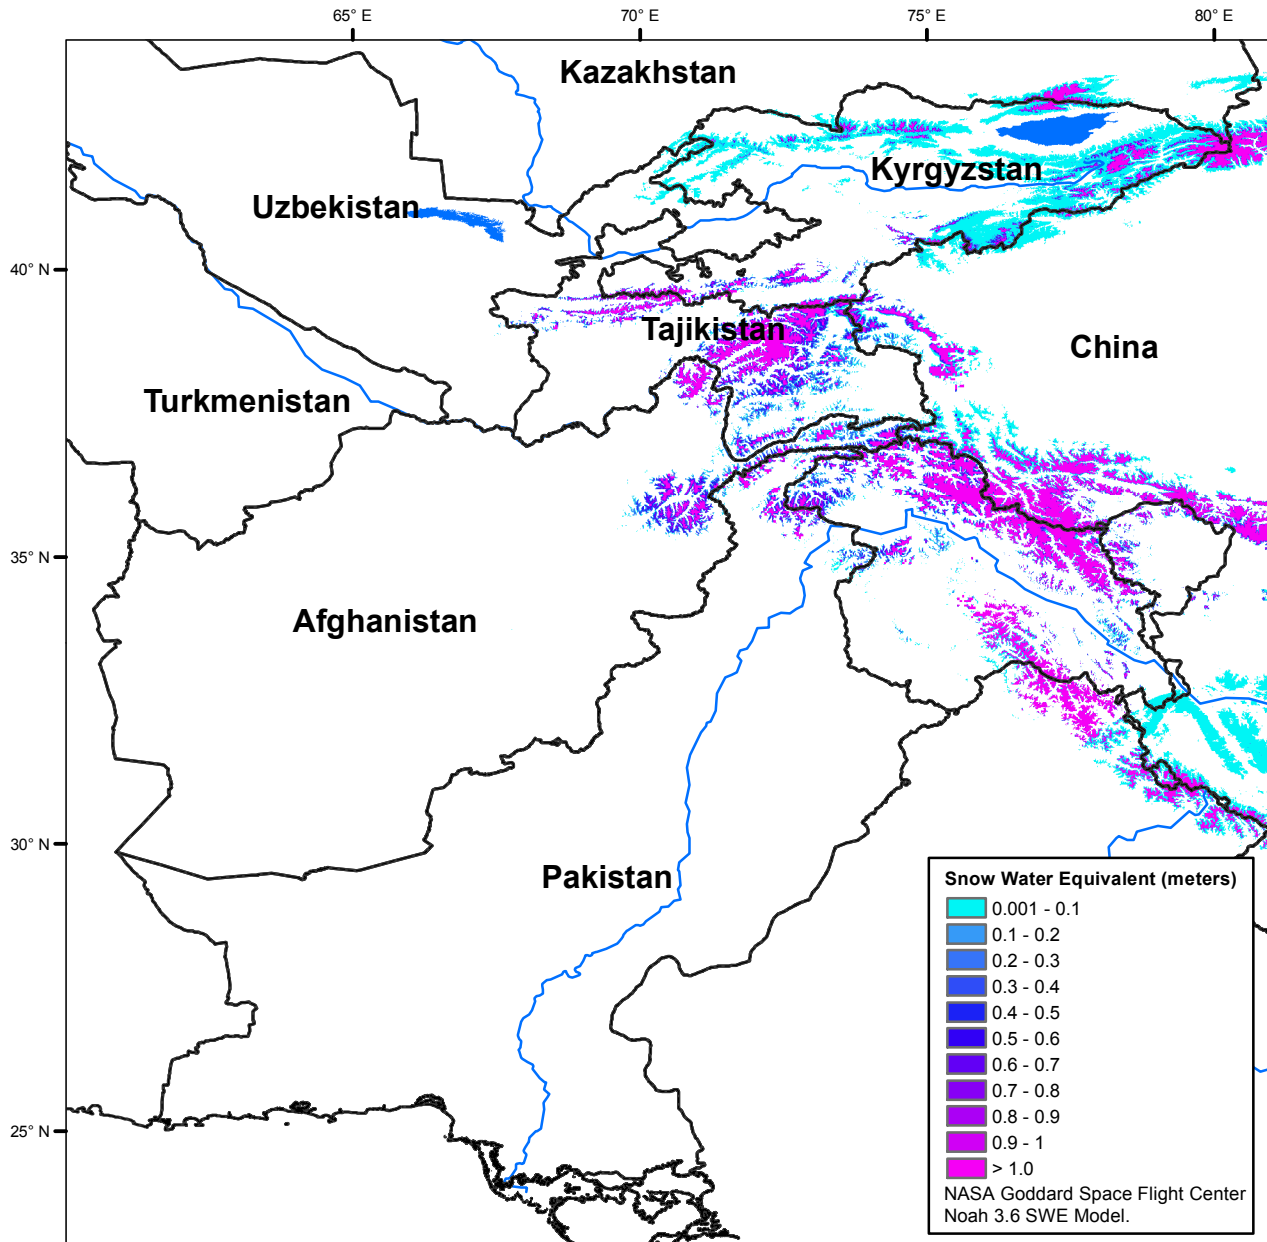 65° E
70° E
75° E
80° E
Kazakhstan
Kyrgyzstan
Uzbekistan
40° N
Tajikistan
China
Turkmenistan
35° N
Afghanistan
30° N
Pakistan
25° N
Snow Water Equivalent (meters)
0.001 - 0.1
0.1 - 0.2
0.2 - 0.3
0.3 - 0.4
0.4 - 0.5
0.5 - 0.6
0.6 - 0.7
0.7 - 0.8
0.8 - 0.9
0.9 - 1
> 1.0
NASA Goddard Space Flight Center
Noah 3.6 SWE Model.